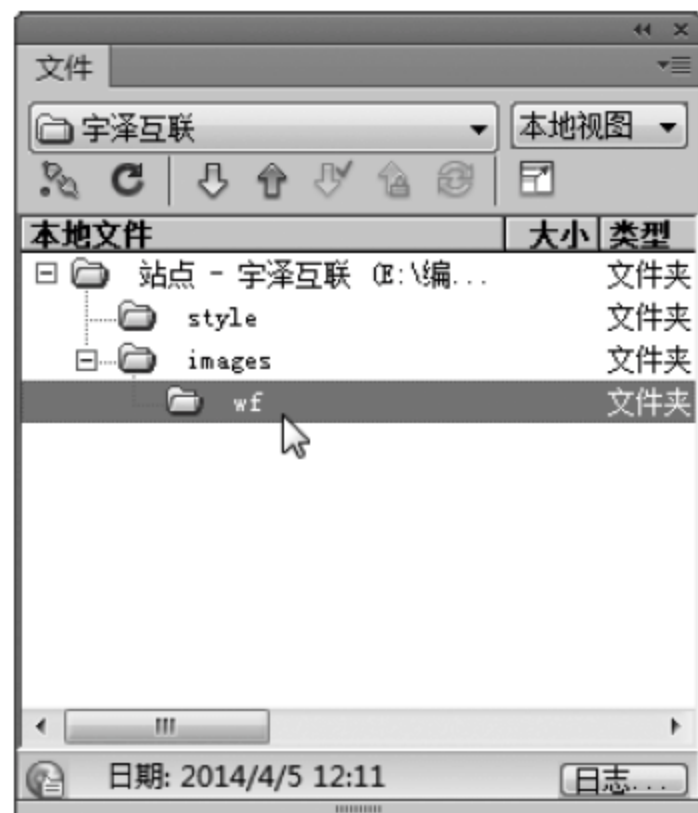 文件
宇泽互联 本地视图
本地文件 大小 类型
站点 - 宇泽互联 (E:\编... 文件夹
style 文件夹
images 文件夹
wf 文件夹
日期: 2014/4/5 12:11 日志...